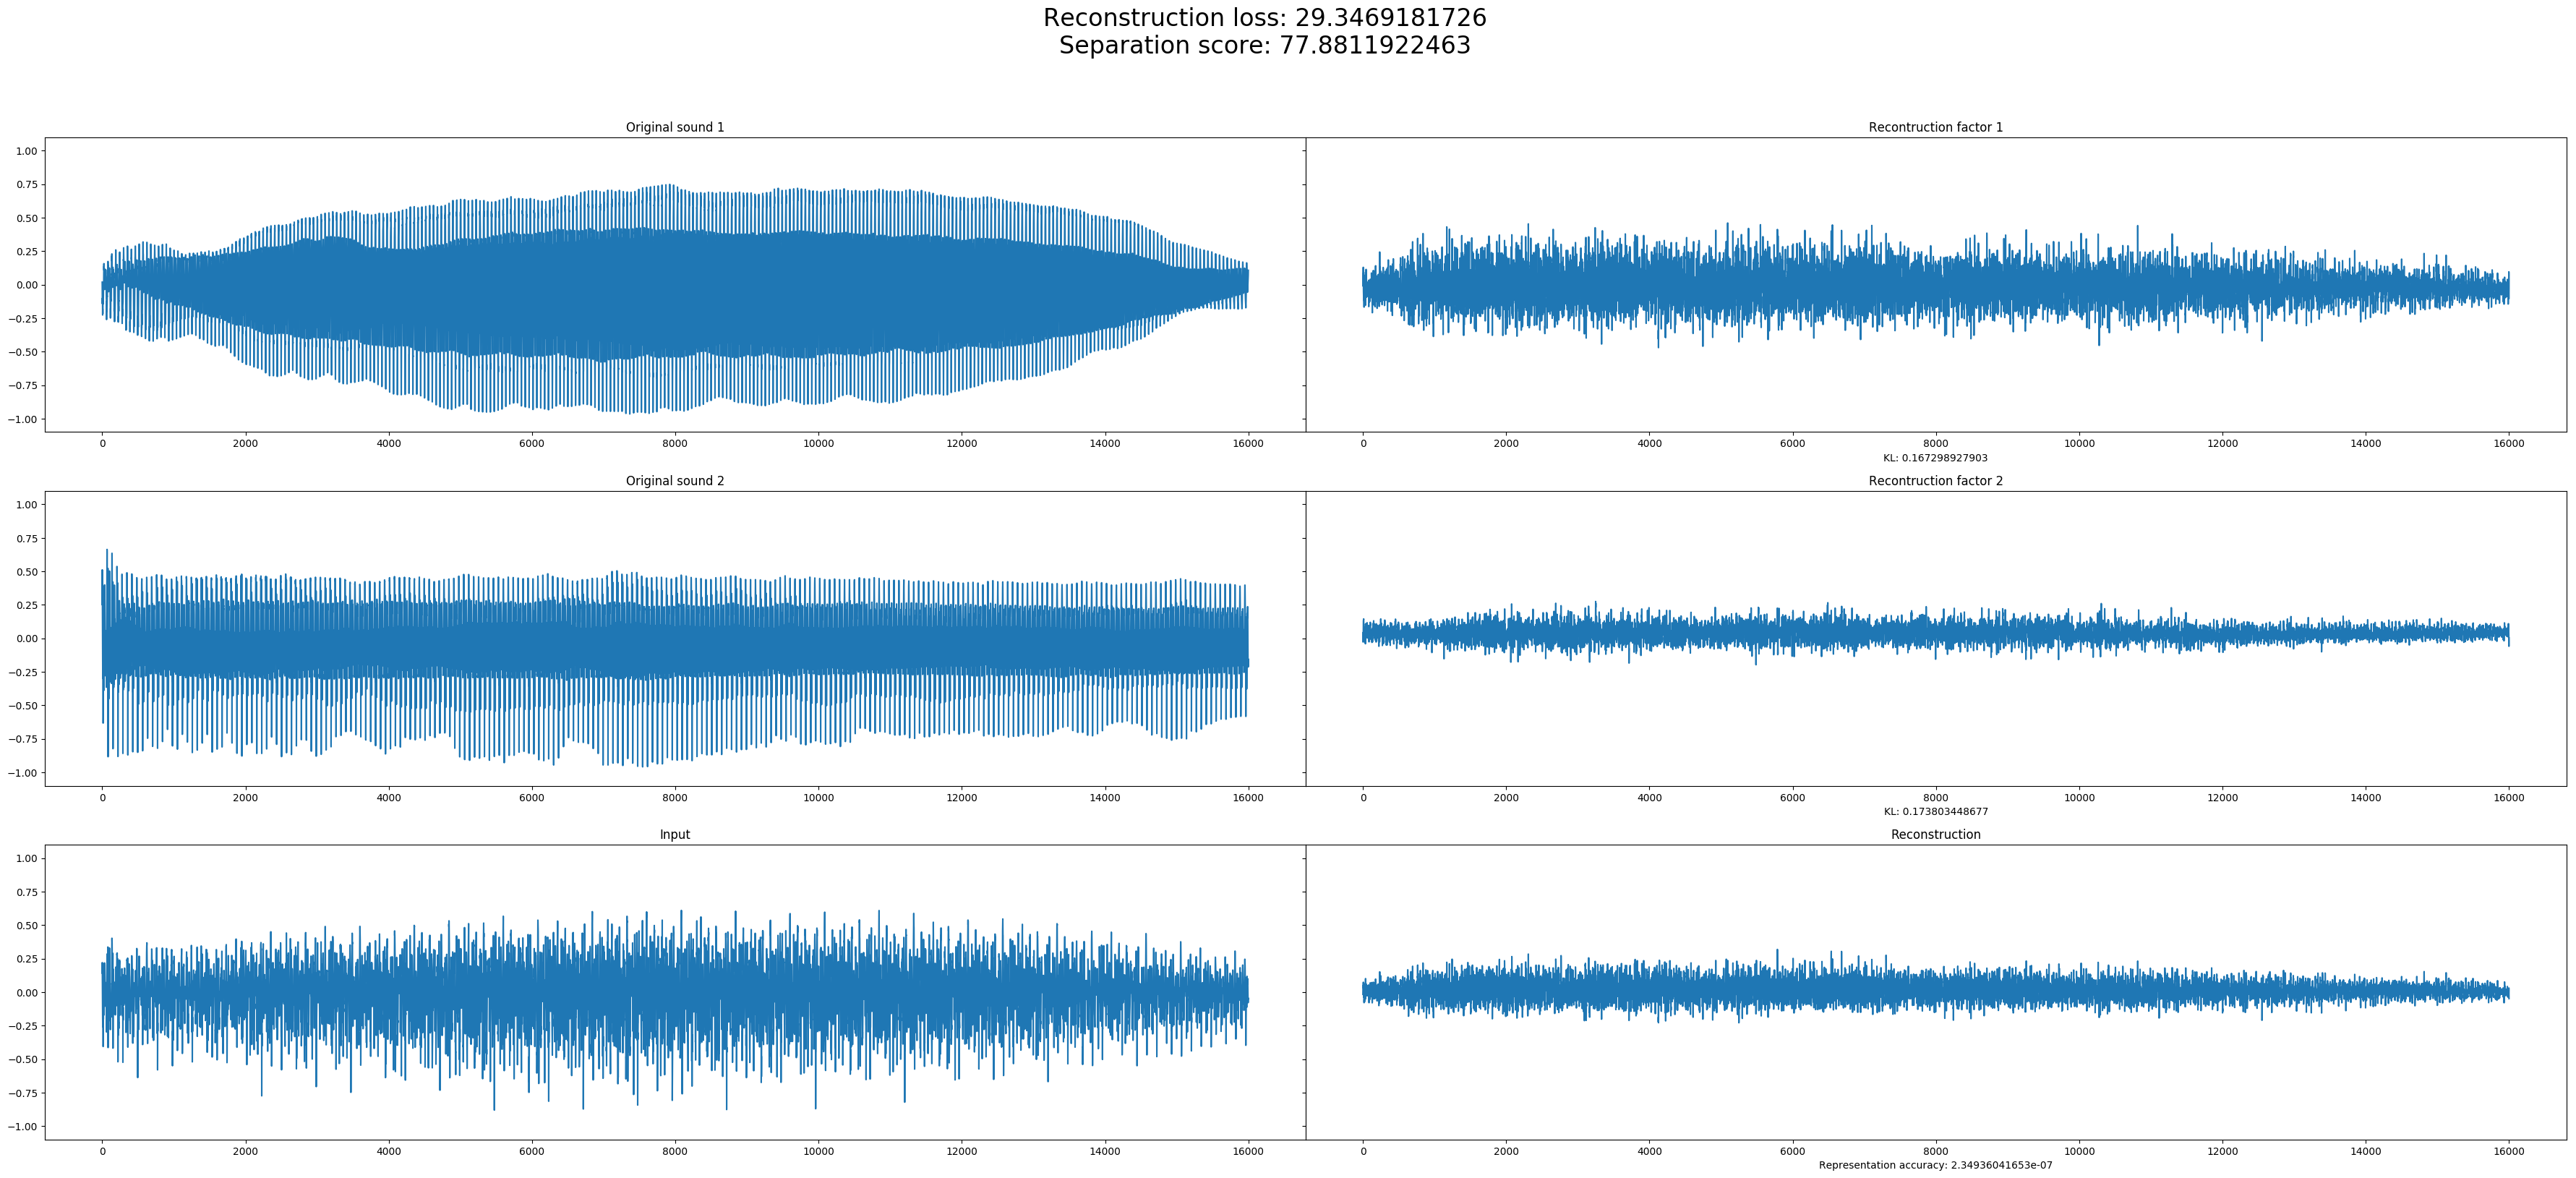 Reconstruction loss: 29.3469181726
Separation score: 77.8811922463
Original sound 1
Recontruction factor 1
1.00
0.75
0.50
0.25
0.00
−0.25
−0.50
−0.75
−1.00
0 2000 4000 6000 8000 10000 12000 14000 16000
0 2000 4000 6000 8000 10000 12000 14000 16000
KL: 0.167298927903
Original sound 2
Recontruction factor 2
1.00
0.75
0.50
0.25
0.00
−0.25
−0.50
−0.75
−1.00
0 2000 4000 6000 8000 10000 12000 14000 16000
0 2000 4000 6000 8000 10000 12000 14000 16000
KL: 0.173803448677
Input
Reconstruction
1.00
0.75
0.50
0.25
0.00
−0.25
−0.50
−0.75
−1.00
0 2000 4000 6000 8000 10000 12000 14000 16000
0 2000 4000 6000 8000 10000 12000 14000 16000
Representation accuracy: 2.34936041653e-07